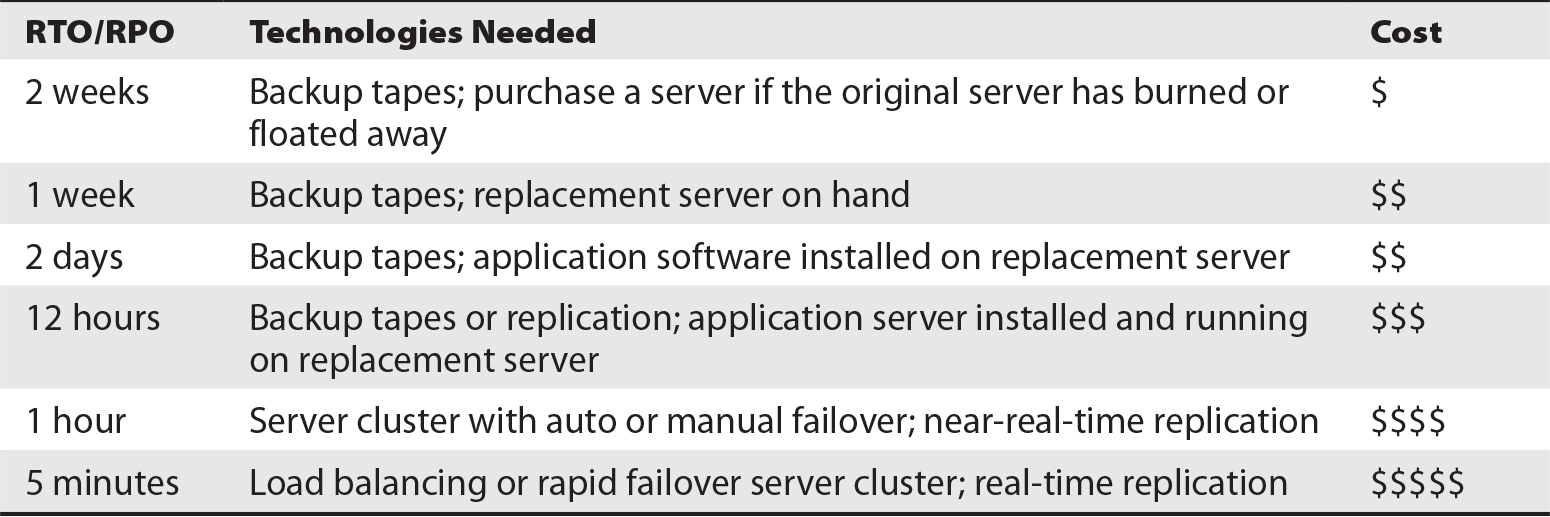 RTO/RPO Technologies Needed Cost
2 weeks Backup tapes; purchase a server if the original server has burned or $
floated away
1 week Backup tapes; replacement server on hand $$
2 days Backup tapes; application software installed on replacement server $$
12 hours Backup tapes or replication; application server installed and running $$$
on replacement server
1 hour Server cluster with auto or manual failover; near-real-time replication $$$$
5 minutes Load balancing or rapid failover server cluster; real-time replication $$$$$